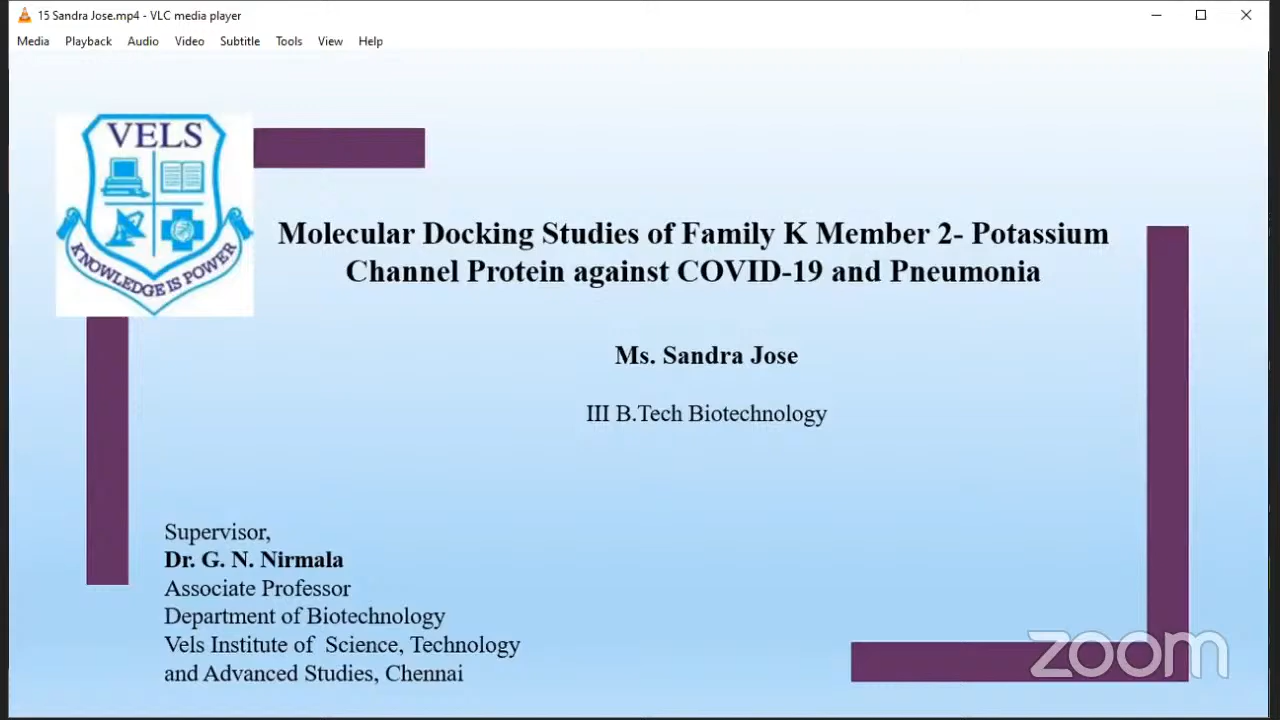 15 Sandra Jose.mp4 - VLC media player
Media Playback Audio Video Subtitle Tools View Help
VELS
KNOWLEDGE IS POWER
Molecular Docking Studies of Family K Member 2- Potassium
Channel Protein against COVID-19 and Pneumonia
Ms. Sandra Jose
III B.Tech Biotechnology
Supervisor,
Dr. G. N. Nirmala
Associate Professor
Department of Biotechnology
Vels Institute of Science, Technology
and Advanced Studies, Chennai
zoom